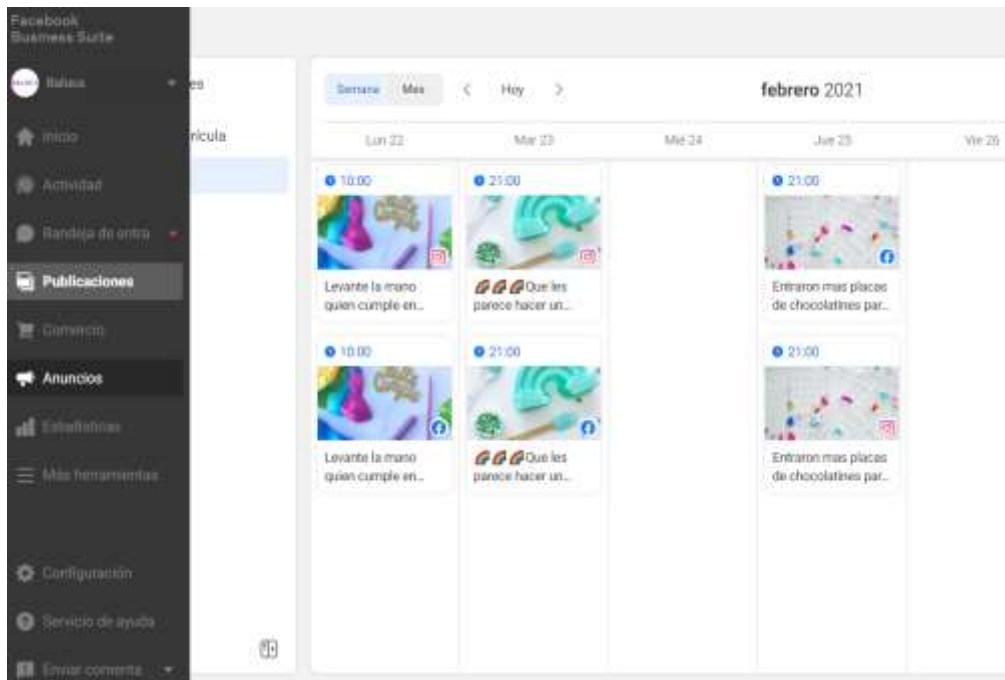 Facebook
Business Suite
es
Inicio
rícula
Actividad
Bandeja de entra
Publicaciones
Comercio
Anuncios
Estadísticas
Más herramientas
Configuración
Servicio de ayuda
Enviar comenta
Semana Mes Hoy febrero 2021
Lun 22 Mar 23 Mié 24 Jue 25 Vie 26
10:00
Levante la mano
quien cumple en...
10:00
Levante la mano
quien cumple en...
21:00
🌈🌈🌈Que les
parece hacer un...
21:00
🌈🌈🌈Que les
parece hacer un...
21:00
Entraron mas placas
de chocolatines par...
21:00
Entraron mas placas
de chocolatines par...